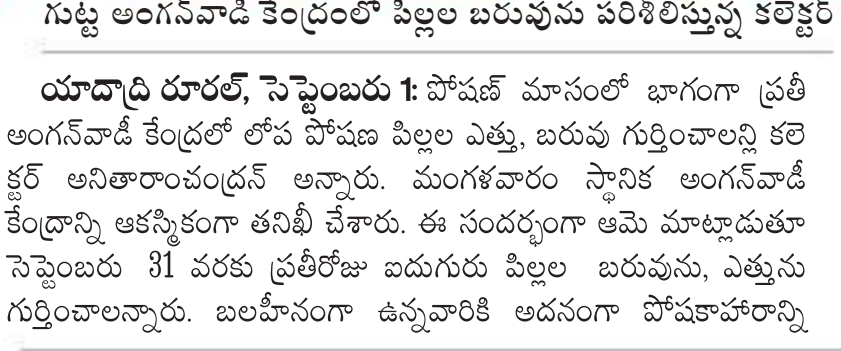 గుట్ట అంగన్‌వాడీ కేంద్రంలో పిల్లల బరువును పరిశీలిస్తున్న కలెక్టర్
యాదాద్రి రూరల్, సెప్టెంబరు 1: పోషణ్ మాసంలో భాగంగా ప్రతీ
అంగన్‌వాడీ కేంద్రలో లోప పోషణ పిల్లల ఎత్తు, బరువు గుర్తించాలన్లి కలె
క్టర్ అనితారాంచంద్రన్ అన్నారు. మంగళవారం స్థానిక అంగన్‌వాడీ
కేంద్రాన్ని ఆకస్మికంగా తనిఖీ చేశారు. ఈ సందర్భంగా ఆమె మాట్లాడుతూ
సెప్టెంబరు 31 వరకు ప్రతీరోజు ఐదుగురు పిల్లల బరువును, ఎత్తును
గుర్తించాలన్నారు. బలహీనంగా ఉన్నవారికి అదనంగా పోషకాహారాన్ని